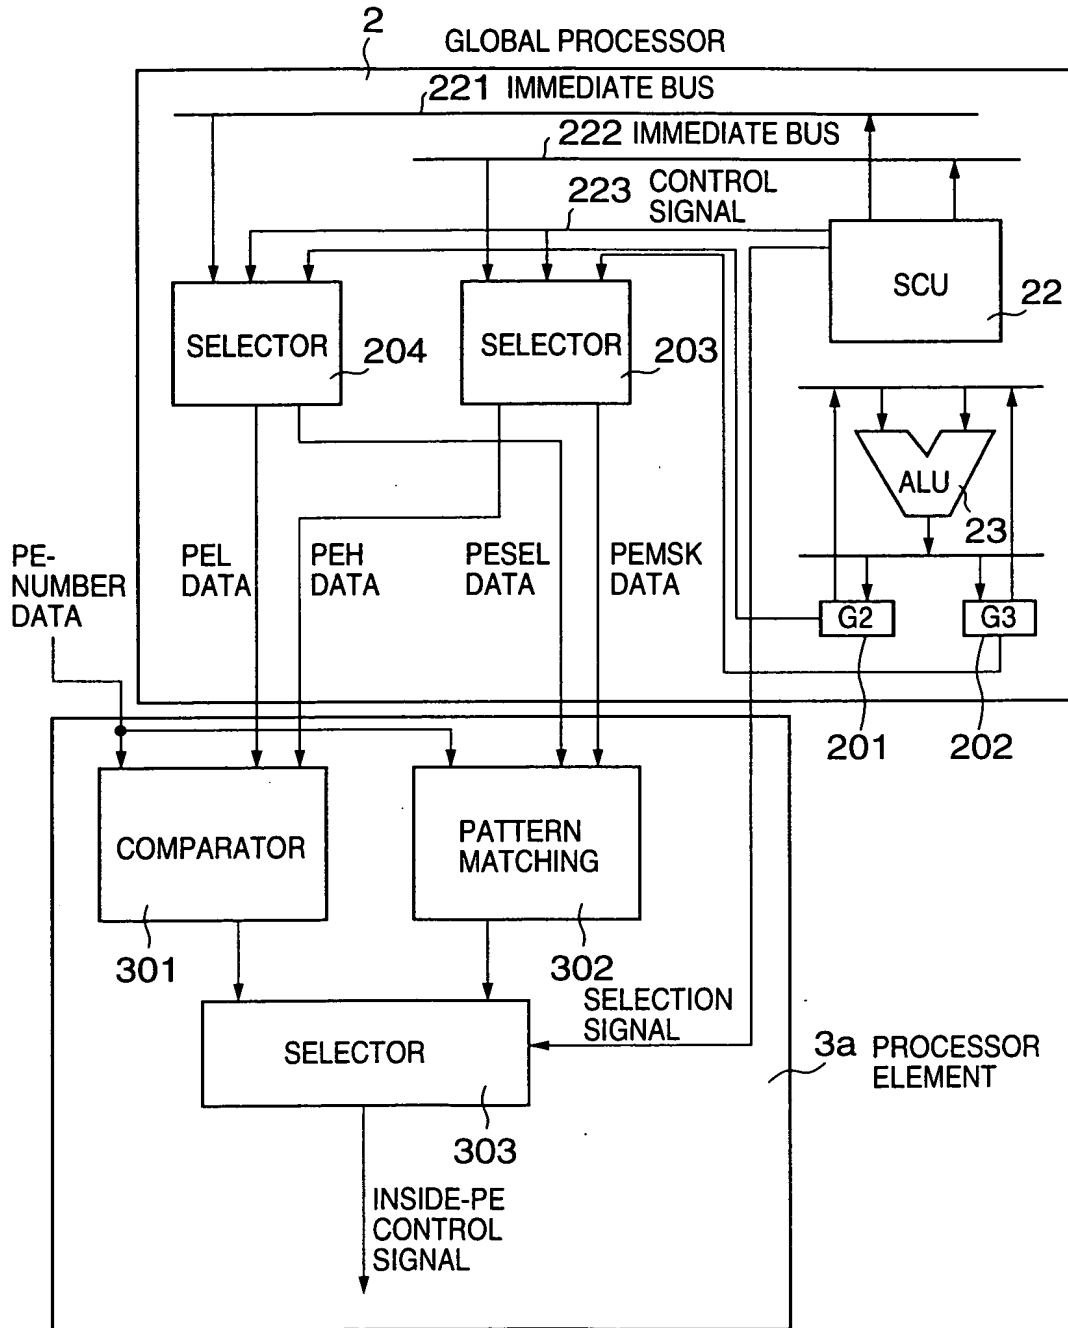 2
GLOBAL PROCESSOR
221 IMMEDIATE BUS
222 IMMEDIATE BUS
223 CONTROL
SIGNAL
SCU
22
SELECTOR
204
SELECTOR
203
ALU
23
PE-
NUMBER
DATA
PEL
DATA
PEH
DATA
PESEL
DATA
PEMSK
DATA
G2
G3
201
202
COMPARATOR
301
PATTERN
MATCHING
302
SELECTION
SIGNAL
SELECTOR
303
3a PROCESSOR
ELEMENT
INSIDE-PE
CONTROL
SIGNAL